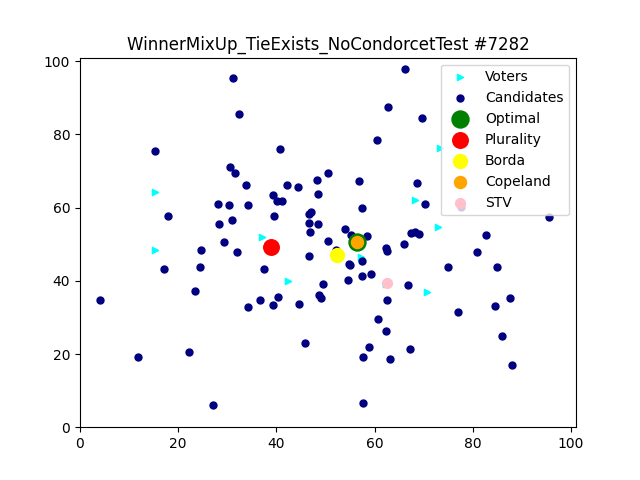 WinnerMixUp_TieExists_NoCondorcetTest #7282
100
80
60
40
20
0
0 20 40 60 80 100
Voters
Candidates
Optimal
Plurality
Borda
Copeland
STV